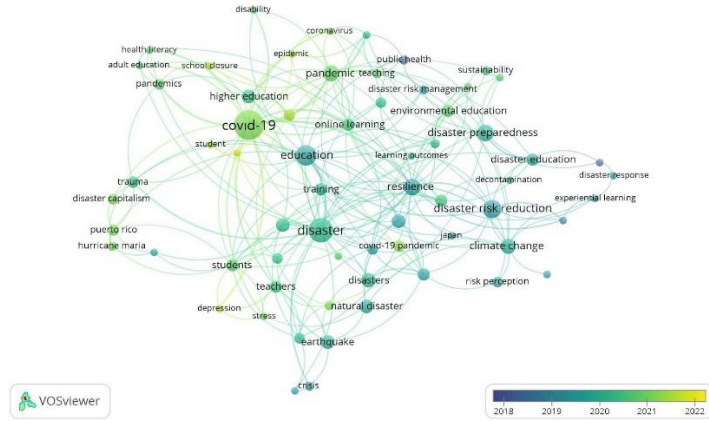 disability
coronavirus
health literacy
epidemic
public health
adult education
school closure
pandemic
teaching
sustainability
pandemics
disaster risk management
higher education
environmental education
covid-19
online learning
disaster preparedness
student
education
learning outcomes
disaster education
trauma
training
resilience
decontamination
disaster response
disaster capitalism
experiential learning
disaster risk reduction
puerto rico
disaster
japan
hurricane maria
covid-19 pandemic
climate change
students
teachers
disasters
risk perception
depression
stress
natural disaster
earthquake
crisis
VOSviewer
2018 2019 2020 2021 2022